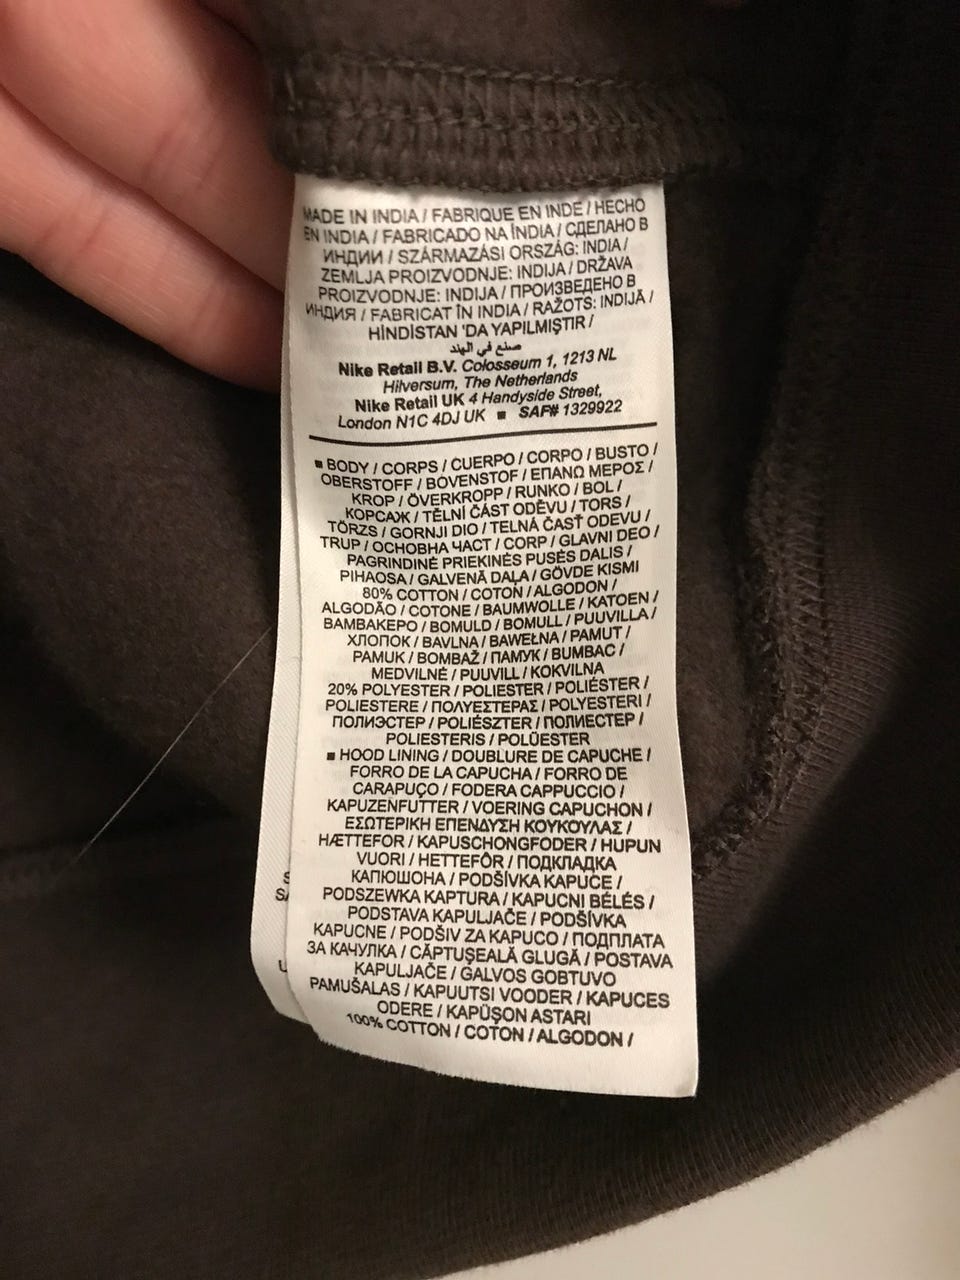 MADE IN INDIA / FABRIQUE EN INDE / HECHO
EN INDIA / FABRICADO NA ÍNDIA / СДЕЛАНО В
ИНДИИ / SZÁRMAZÁSI ORSZÁG: INDIA /
ZEMLJA PROIZVODNJE: INDIJA / DRŽAVA
PROIZVODNJE: INDIJA / ПРОИЗВЕДЕНО В
ИНДИЯ / FABRICAT ÎN INDIA / RAŽOTS: INDIJĀ /
HİNDİSTAN 'DA YAPILMIŞTIR /
صنع في الهند
Nike Retail B.V. Colosseum 1, 1213 NL
Hilversum, The Netherlands
Nike Retail UK 4 Handyside Street,
London N1C 4DJ UK ■ SAF# 1329922
■ BODY / CORPS / CUERPO / CORPO / BUSTO /
OBERSTOFF / BOVENSTOF / ΕΠΑΝΩ ΜΕΡΟΣ /
KROP / ÖVERKROPP / RUNKO / BOL /
КОРСАЖ / TĚLNÍ ČÁST ODĚVU / TORS /
TÖRZS / GORNJI DIO / TELNÁ ČASŤ ODEVU /
TRUP / ОСНОВНА ЧАСТ / CORP / GLAVNI DEO /
PAGRINDINĖ PRIEKINĖS PUSĖS DALIS /
PIHAOSA / GALVENĀ DAĻA / GÖVDE KISMI
80% COTTON / COTON / ALGODON /
ALGODÃO / COTONE / BAUMWOLLE / KATOEN /
ΒΑΜΒΑΚΕΡΟ / BOMULD / BOMULL / PUUVILLA /
ХЛОПОК / BAVLNA / BAWEŁNA / PAMUT /
PAMUK / BOMBAŽ / ПАМУК / BUMBAC /
MEDVILNĖ / PUUVILL / KOKVILNA
20% POLYESTER / POLIESTER / POLIÉSTER /
POLIESTERE / ΠΟΛΥΕΣΤΕΡΑΣ / POLYESTERI /
ПОЛИЭСТЕР / POLIÉSZTER / ПОЛИЕСТЕР /
POLIESTERIS / POLÜESTER
■ HOOD LINING / DOUBLURE DE CAPUCHE /
FORRO DE LA CAPUCHA / FORRO DE
CARAPUÇO / FODERA CAPPUCCIO /
KAPUZENFUTTER / VOERING CAPUCHON /
ΕΣΩΤΕΡΙΚΗ ΕΠΕΝΔΥΣΗ ΚΟΥΚΟΥΛΑΣ /
HÆTTEFOR / KAPUSCHONGFODER / HUPUN
VUORI / HETTEFÔR / ПОДКЛАДКА
КАПЮШОНА / PODŠÍVKA KAPUCE /
PODSZEWKA KAPTURA / KAPUCNI BÉLÉS /
PODSTAVA KAPULJAČE / PODŠÍVKA
KAPUCNE / PODŠIV ZA KAPUCO / ПОДПЛАТА
ЗА КАЧУЛКА / CĂPTUŞEALĂ GLUGĂ / POSTAVA
KAPULJAČE / GALVOS GOBTUVO
PAMUŠALAS / KAPUUTSI VOODER / KAPUCES
ODERE / KAPÜŞON ASTARI
100% COTTON / COTON / ALGODON /